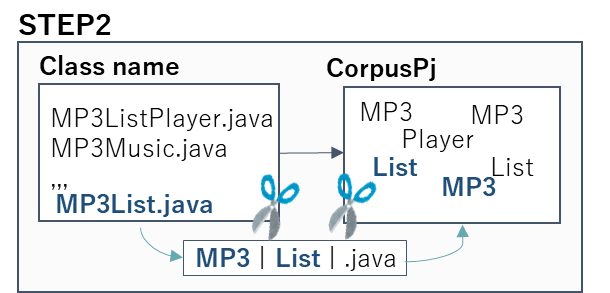 STEP2
Class name
MP3ListPlayer.java
MP3Music.java
,,,
MP3List.java
CorpusPj
MP3 MP3
Player
List List
MP3
MP3 | List | .java